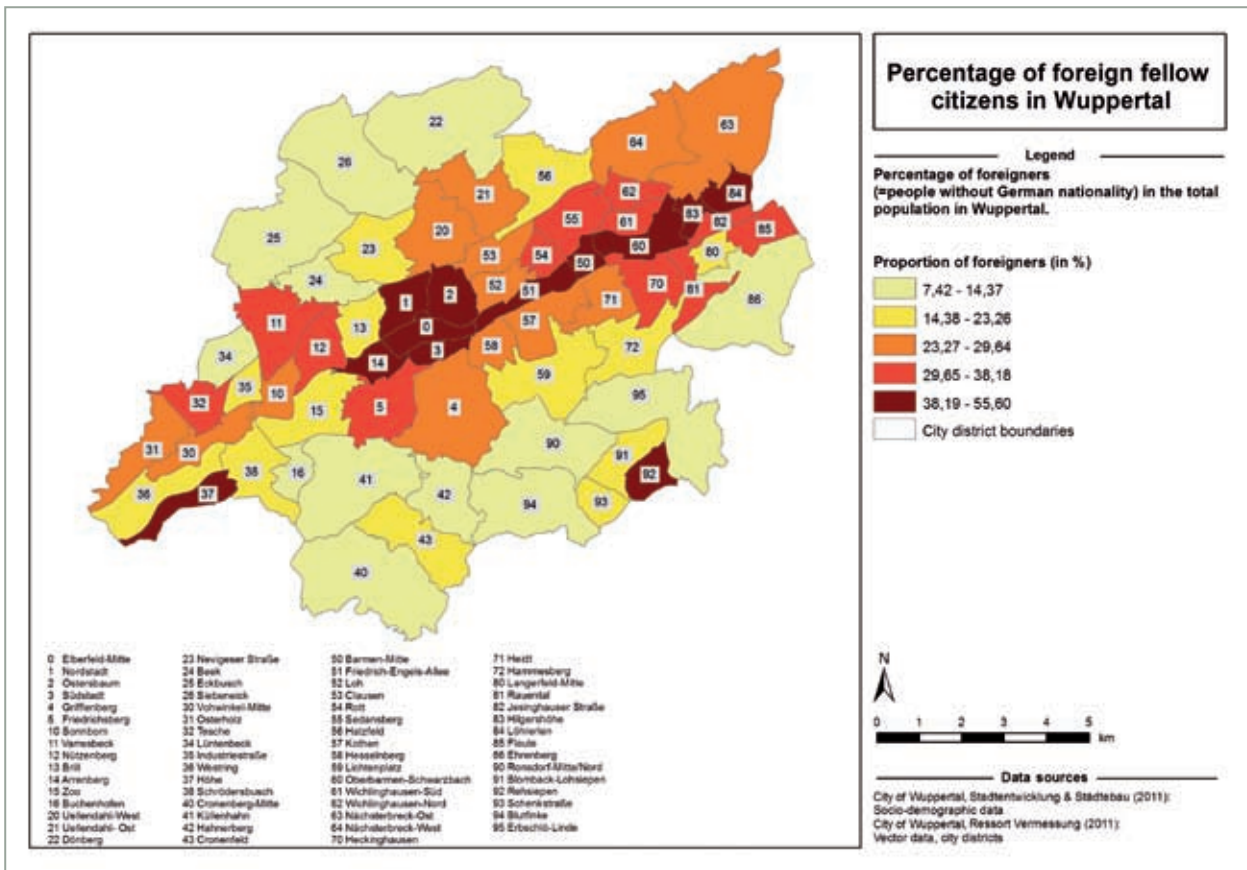 Percentage of foreign fellow
citizens in Wuppertal
Legend
Percentage of foreigners
(=people without German nationality) in the total
population in Wuppertal.
Proportion of foreigners (in %)
7,42 - 14,37
14,38 - 23,26
23,27 - 29,64
29,65 - 38,18
38,19 - 55,60
City district boundaries
22
63
64
26
56
21
62
84
55
61
83
82
85
20
25
23
60
80
53
54
50
24
52
70
81
86
1
2
51
71
11
13
0
57
12
3
58
72
34
14
59
35
10
95
32
15
5
4
31
30
90
91
38
16
41
92
36
37
42
94
93
43
40
0 Elberfeld-Mitte
1 Nordstadt
2 Ostersbaum
3 Südstadt
4 Grifflenberg
5 Friedrichsberg
10 Sonnborn
11 Varresbeck
12 Nützenberg
13 Brill
14 Arrenberg
15 Zoo
16 Buchenhofen
20 Uellendahl-West
21 Uellendahl- Ost
22 Dönberg
23 Nevigeser Straße
24 Beek
25 Eckbusch
26 Siebeneick
30 Vohwinkel-Mitte
31 Osterholz
32 Tesche
34 Lüntenbeck
35 Industriestraße
36 Westring
37 Höhe
38 Schrödersbusch
40 Cronenberg-Mitte
41 Küllenhahn
42 Hahnerberg
43 Cronenfeld
50 Barmen-Mitte
51 Friedrich-Engels-Allee
52 Loh
53 Clausen
54 Rott
55 Sedansberg
56 Hatzfeld
57 Kothen
58 Hesselnberg
59 Lichtenplatz
60 Oberbarmen-Schwarzbach
61 Wichlinghausen-Süd
62 Wichlinghausen-Nord
63 Nächstebreck-Ost
64 Nächstebreck-West
70 Heckinghausen
71 Heidt
72 Hammesberg
80 Langerfeld-Mitte
81 Rauental
82 Jesinghauser Straße
83 Hilgershöhe
84 Löhrerlen
85 Fleute
86 Ehrenberg
90 Ronsdorf-Mitte/Nord
91 Blombach-Lohsiepen
92 Rehsiepen
93 Schenkstraße
94 Blutfinke
95 Erbschlö-Linde
N
0 1 2 3 4 5
km
Data sources
City of Wuppertal, Stadtentwicklung & Städtebau (2011):
Socio-demographic data
City of Wuppertal, Ressort Vermessung (2011):
Vector data, city districts